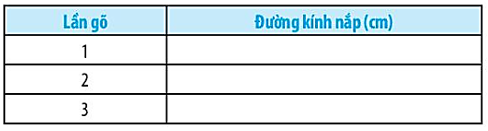 Lần gõ Đường kính nắp (cm)
1
2
3